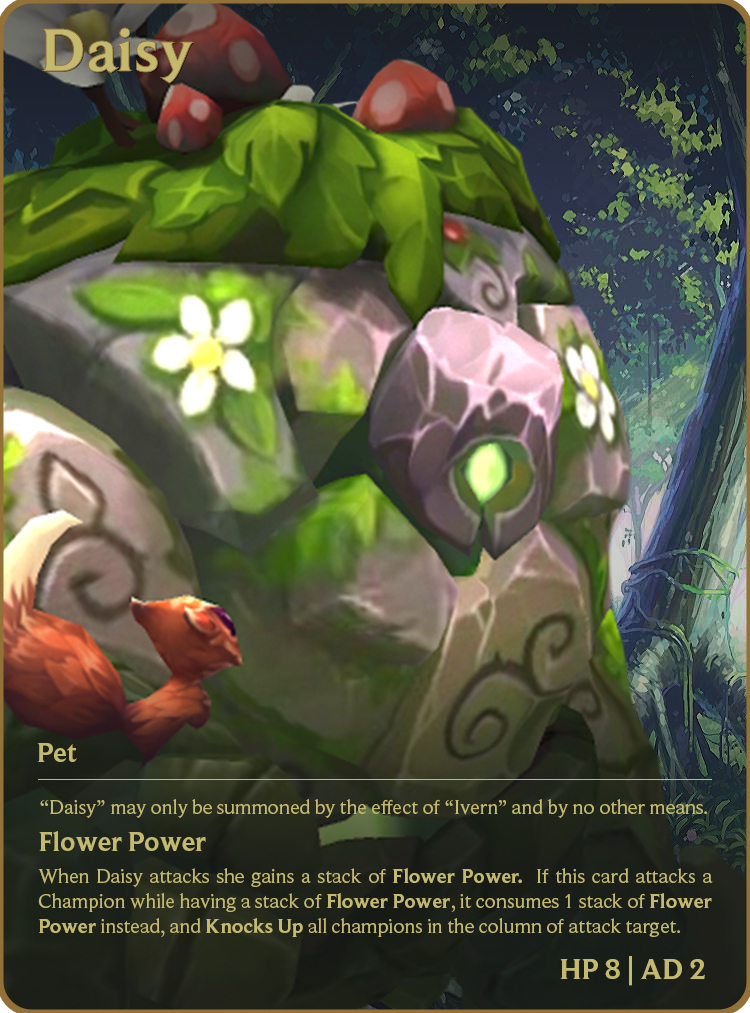 Daisy
Pet
“Daisy” may only be summoned by the effect of “Ivern” and by no other means.
Flower Power
When Daisy attacks she gains a stack of Flower Power.  If this card attacks a
Champion while having a stack of Flower Power, it consumes 1 stack of Flower
Power instead, and Knocks Up all champions in the column of attack target.
HP 8 | AD 2